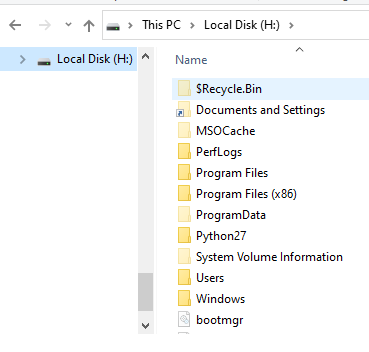 This PC > Local Disk (H:) >
Local Disk (H:)
Name
$Recycle.Bin
Documents and Settings
MSOCache
PerfLogs
Program Files
Program Files (x86)
ProgramData
Python27
System Volume Information
Users
Windows
bootmgr